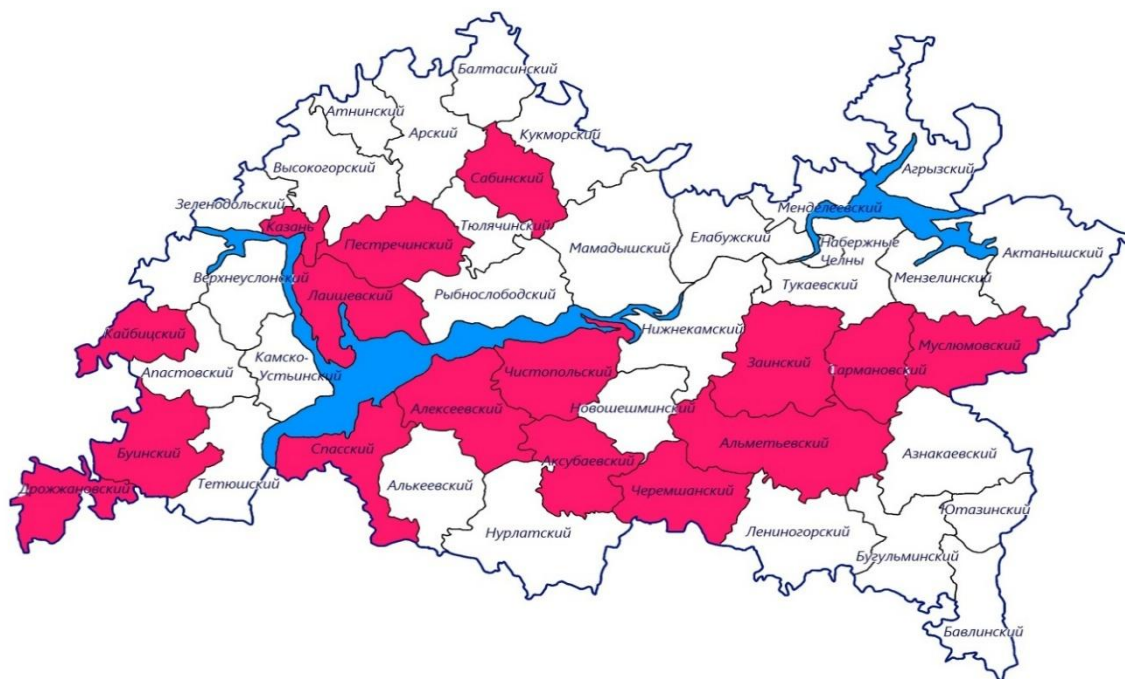 Балтасинский
Атнинский
Арский
Кукморский
Высокогорский
Сабинский
Агрызский
Зеленодольский
Менделеевский
Казань
Тюлячинский
Пестречинский
Елабужский
Мамадышский
Набережные
Челны
Актанышский
Верхнеуслонский
Мензелинский
Тукаевский
Лаишевский
Рыбнослободский
Кайбицский
Нижнекамский
Муслюмовский
Камско-
Устьинский
Апастовский
Заинский
Сармановский
Чистопольский
Алексеевский
Новошешминский
Альметьевский
Спасский
Буинский
Азнакаевский
Аксубаевский
Тетюшский
Алькеевский
Черемшанский
Дрожжановский
Ютазинский
Нурлатский
Лениногорский
Бугульминский
Бавлинский